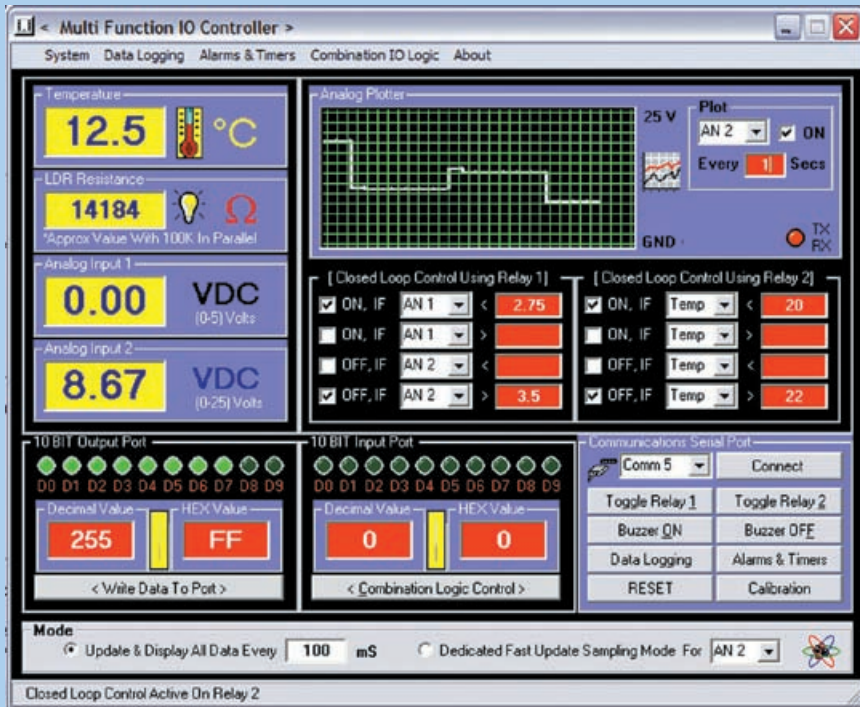 < Multi Function IO Controller >
System Data Logging Alarms & Timers Combination IO Logic About
Temperature
12.5 °C
LDR Resistance
14184 Ω
*Approx Value With 100K In Parallel
Analog Input 1
0.00 VDC
(0-5) Volts
Analog Input 2
8.67 VDC
(0-25) Volts
Analog Plotter
25 V
GND
Plot
AN 2 ON
Every 1 Secs
TX
RX
[ Closed Loop Control Using Relay 1]
ON, IF AN 1 < 2.75
ON, IF AN 1 >
OFF, IF AN 2 <
OFF, IF AN 2 > 3.5
[ Closed Loop Control Using Relay 2]
ON, IF Temp < 20
ON, IF Temp >
OFF, IF Temp <
OFF, IF Temp > 22
10 BIT Output Port
D0 D1 D2 D3 D4 D5 D6 D7 D8 D9
Decimal Value HEX Value
255 FF
< Write Data To Port >
10 BIT Input Port
D0 D1 D2 D3 D4 D5 D6 D7 D8 D9
Decimal Value HEX Value
0 0
< Combination Logic Control >
Communications Serial Port
Comm 5 Connect
Toggle Relay 1 Toggle Relay 2
Buzzer ON Buzzer OFF
Data Logging Alarms & Timers
RESET Calibration
Mode
Update & Display All Data Every 100 mS Dedicated Fast Update Sampling Mode For AN 2
Closed Loop Control Active On Relay 2